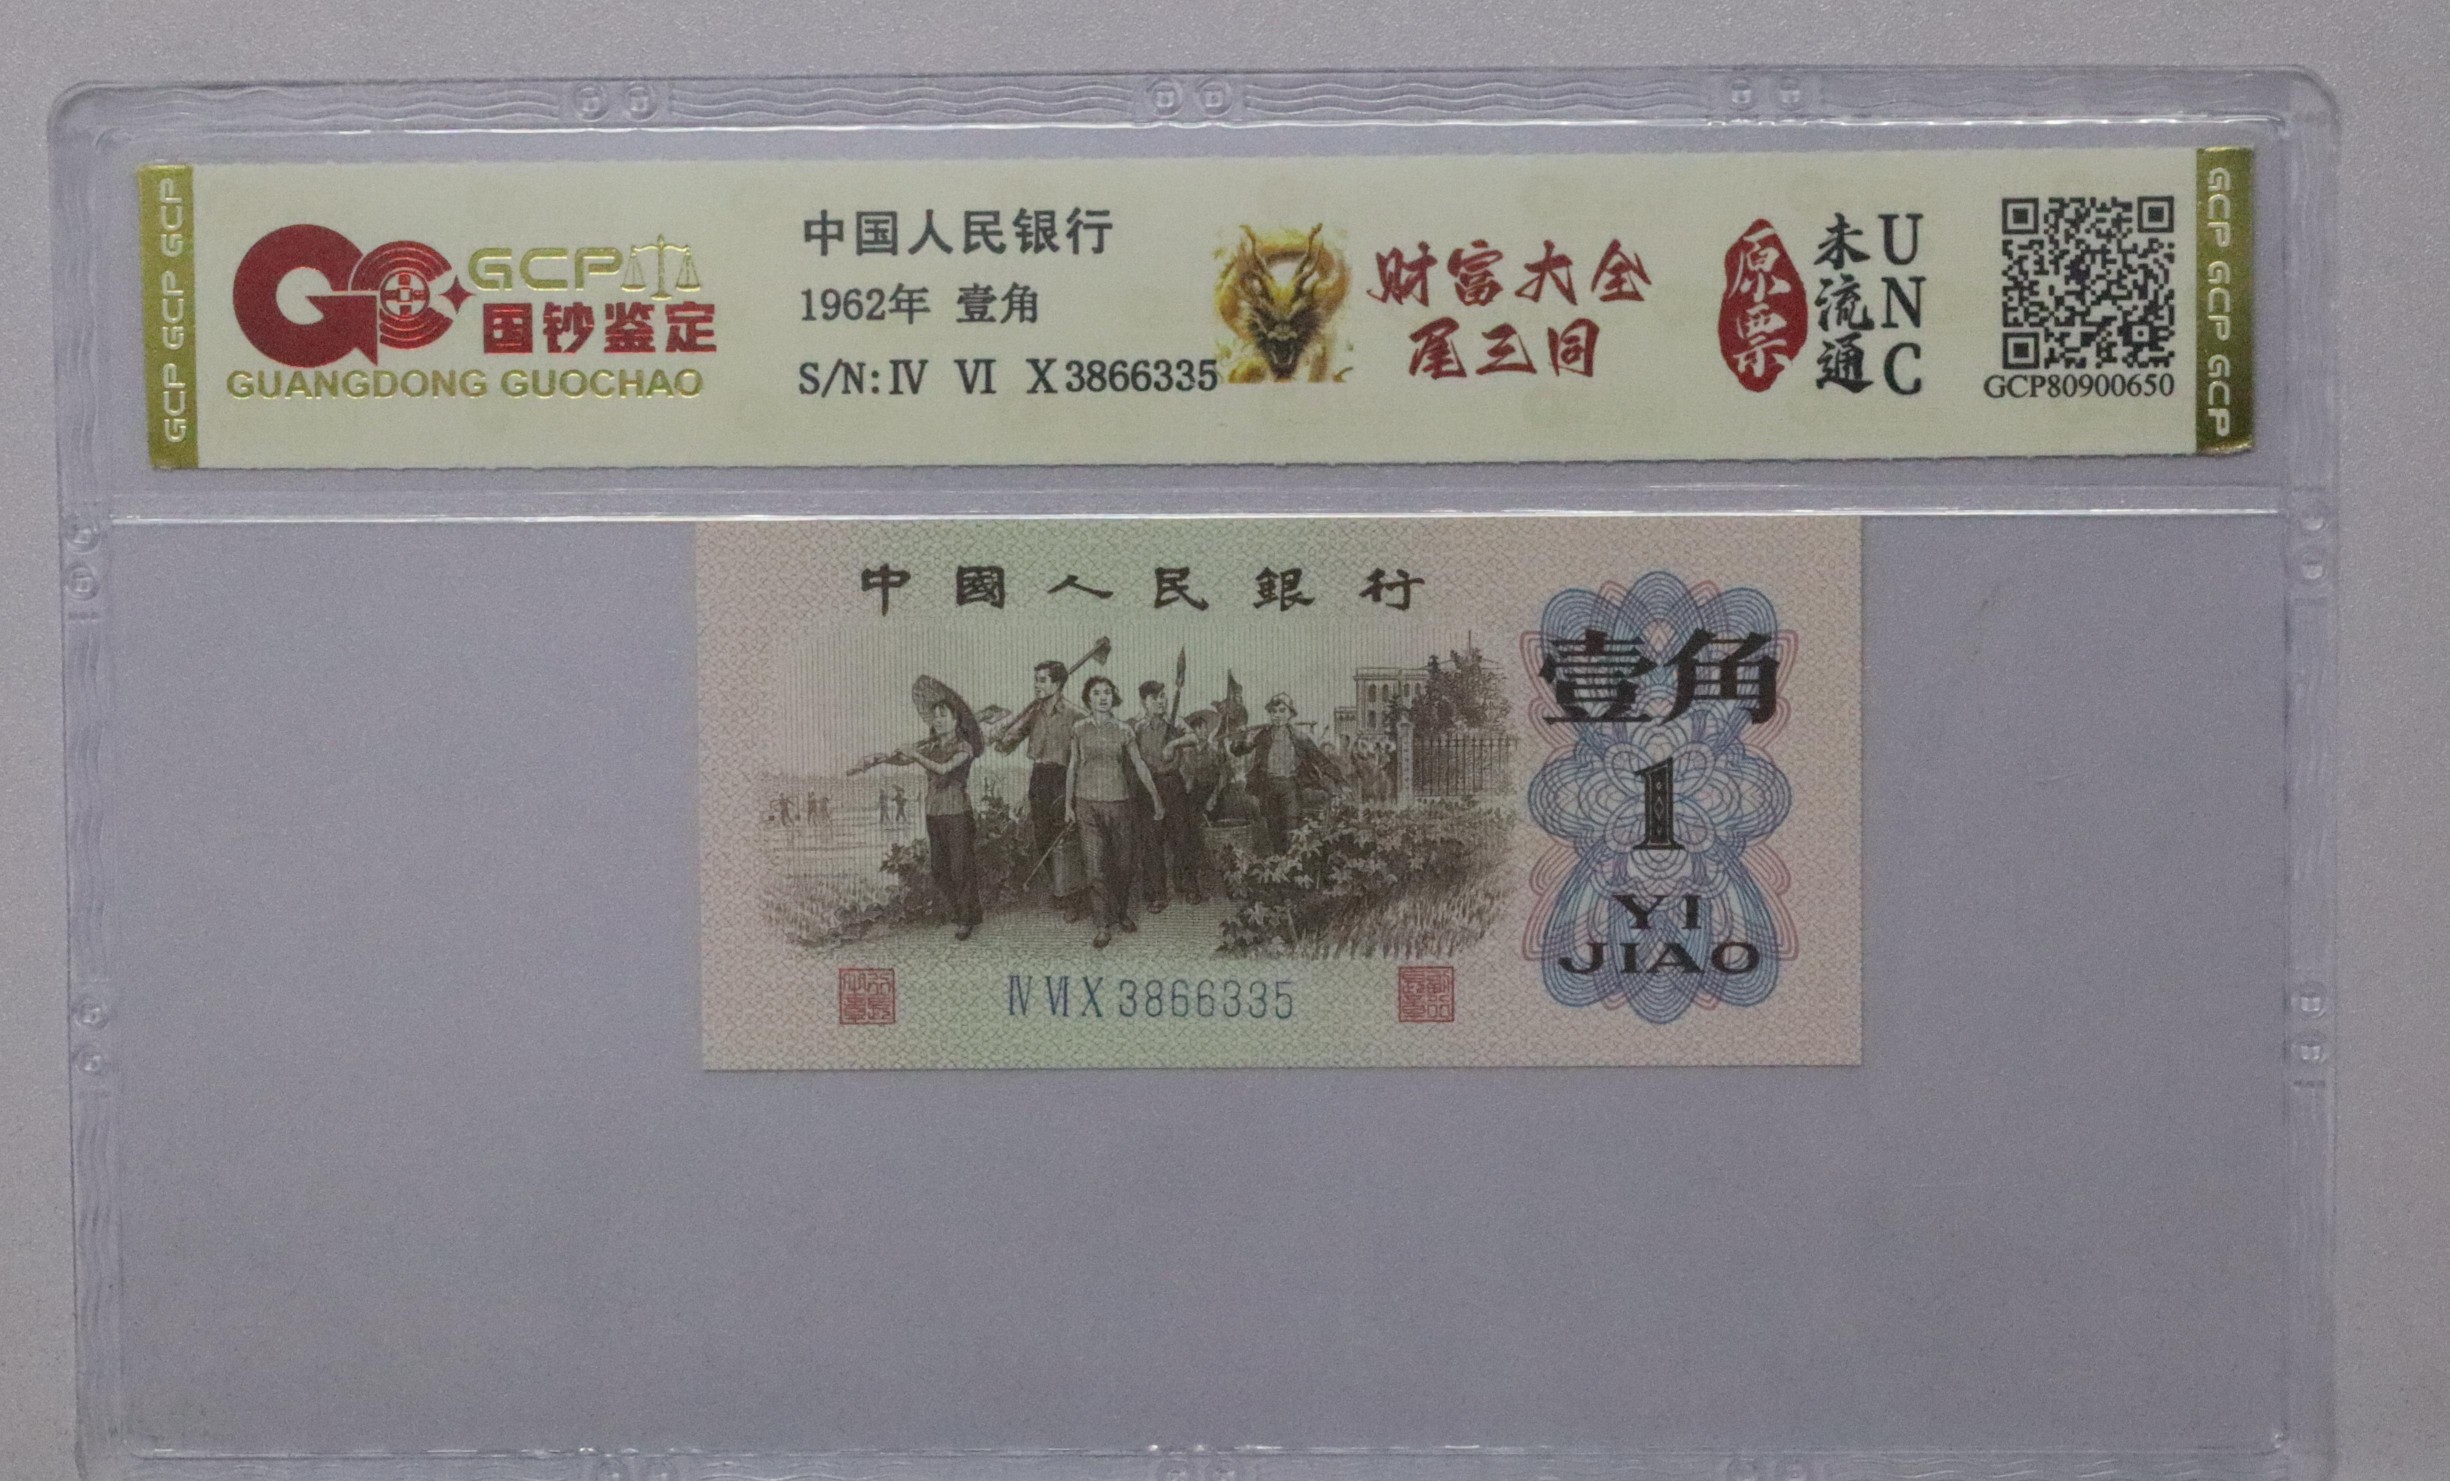 GCP GCP GCP
GCP
国钞鉴定
GUANGDONG GUOCHAO
中国人民银行
1962年 壹角
S/N: IV VI X 3866335
财富大全
尾三同
原票
未流通
UNC
GCP80900650
GCP GCP GCP
中國人民銀行
壹角
1
YI
JIAO
IV VI X 3866335